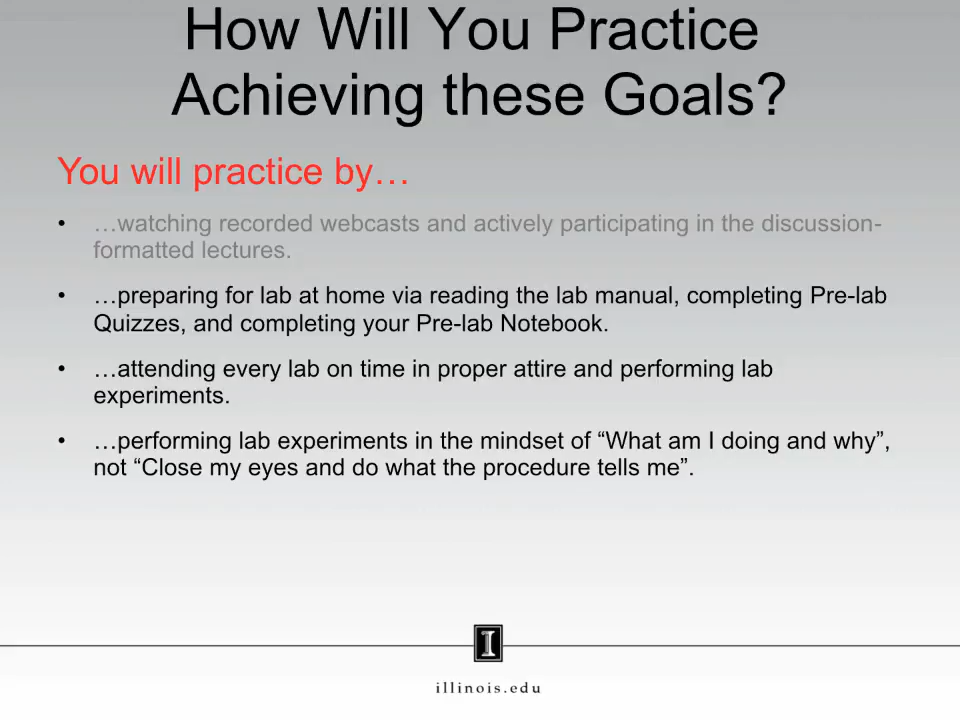 How Will You Practice
Achieving these Goals?
You will practice by…
• …watching recorded webcasts and actively participating in the discussion-
formatted lectures.
• …preparing for lab at home via reading the lab manual, completing Pre-lab
Quizzes, and completing your Pre-lab Notebook.
• …attending every lab on time in proper attire and performing lab
experiments.
• …performing lab experiments in the mindset of “What am I doing and why”,
not “Close my eyes and do what the procedure tells me”.
I
illinois.edu